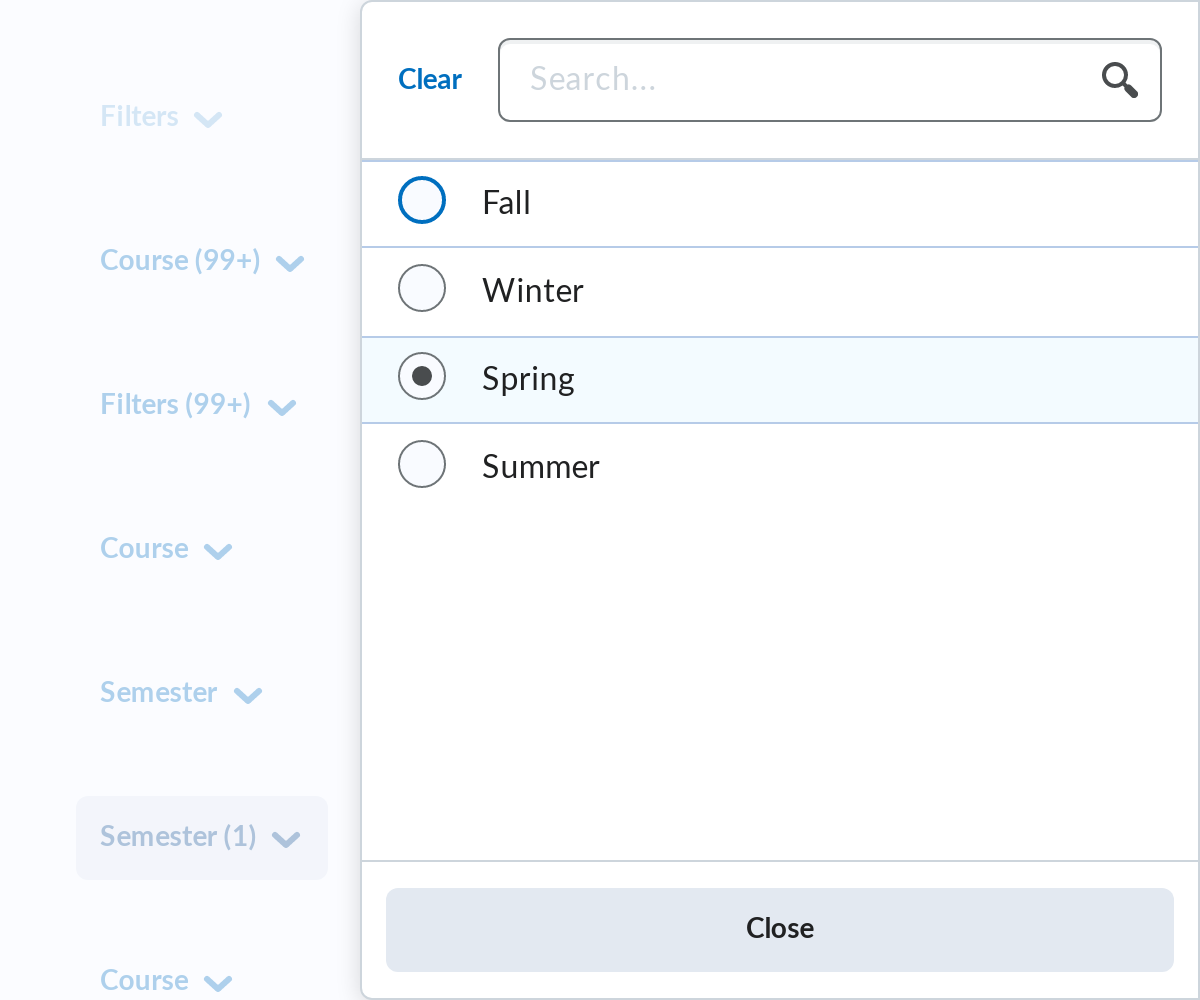 Filters
Course (99+)
Filters (99+)
Course
Semester
Semester (1)
Course
Clear
Search...
Fall
Winter
Spring
Summer
Close